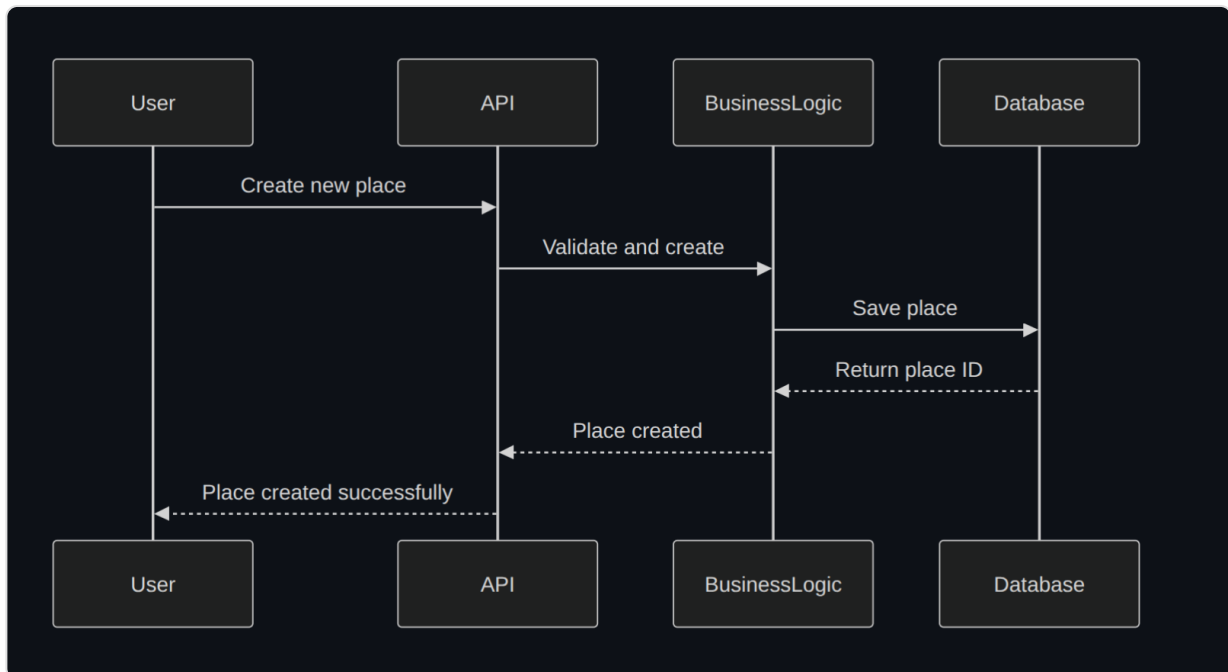 User
API
BusinessLogic
Database
Create new place
Validate and create
Save place
Return place ID
Place created
Place created successfully
User
API
BusinessLogic
Database